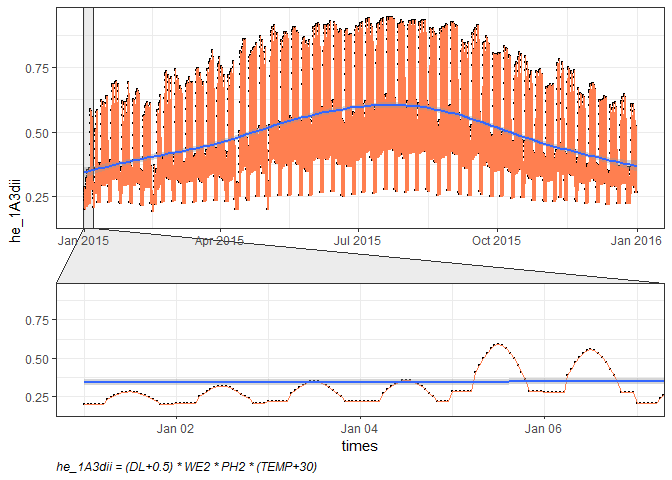 he_1A3dii
0.75
0.50
0.25
Jan 2015
Apr 2015
Jul 2015
Oct 2015
Jan 2016
0.75
0.50
0.25
Jan 02
Jan 04
Jan 06
times
he_1A3dii = (DL+0.5) * WE2 * PH2 * (TEMP+30)